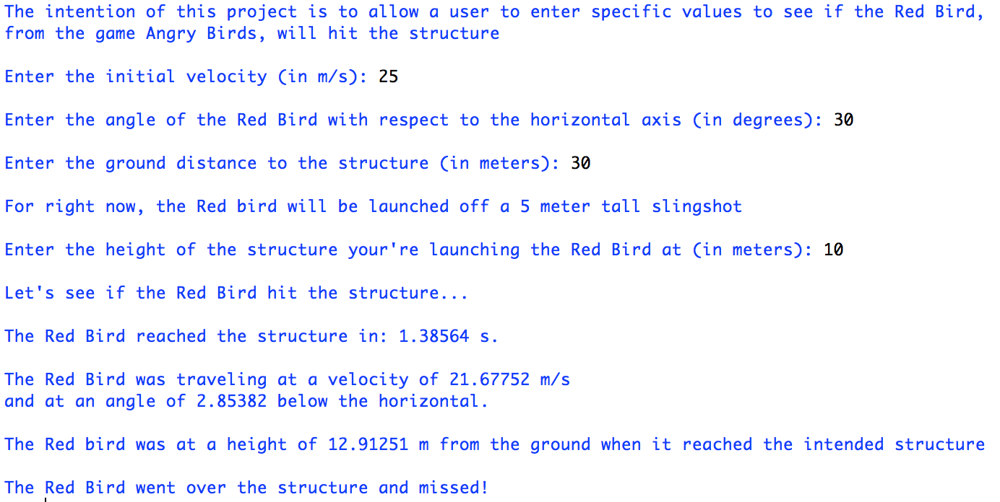 The intention of this project is to allow a user to enter specific values to see if the Red Bird,
from the game Angry Birds, will hit the structure
Enter the initial velocity (in m/s): 25
Enter the angle of the Red Bird with respect to the horizontal axis (in degrees): 30
Enter the ground distance to the structure (in meters): 30
For right now, the Red bird will be launched off a 5 meter tall slingshot
Enter the height of the structure your're launching the Red Bird at (in meters): 10
Let's see if the Red Bird hit the structure...
The Red Bird reached the structure in: 1.38564 s.
The Red Bird was traveling at a velocity of 21.67752 m/s
and at an angle of 2.85382 below the horizontal.
The Red bird was at a height of 12.91251 m from the ground when it reached the intended structure
The Red Bird went over the structure and missed!